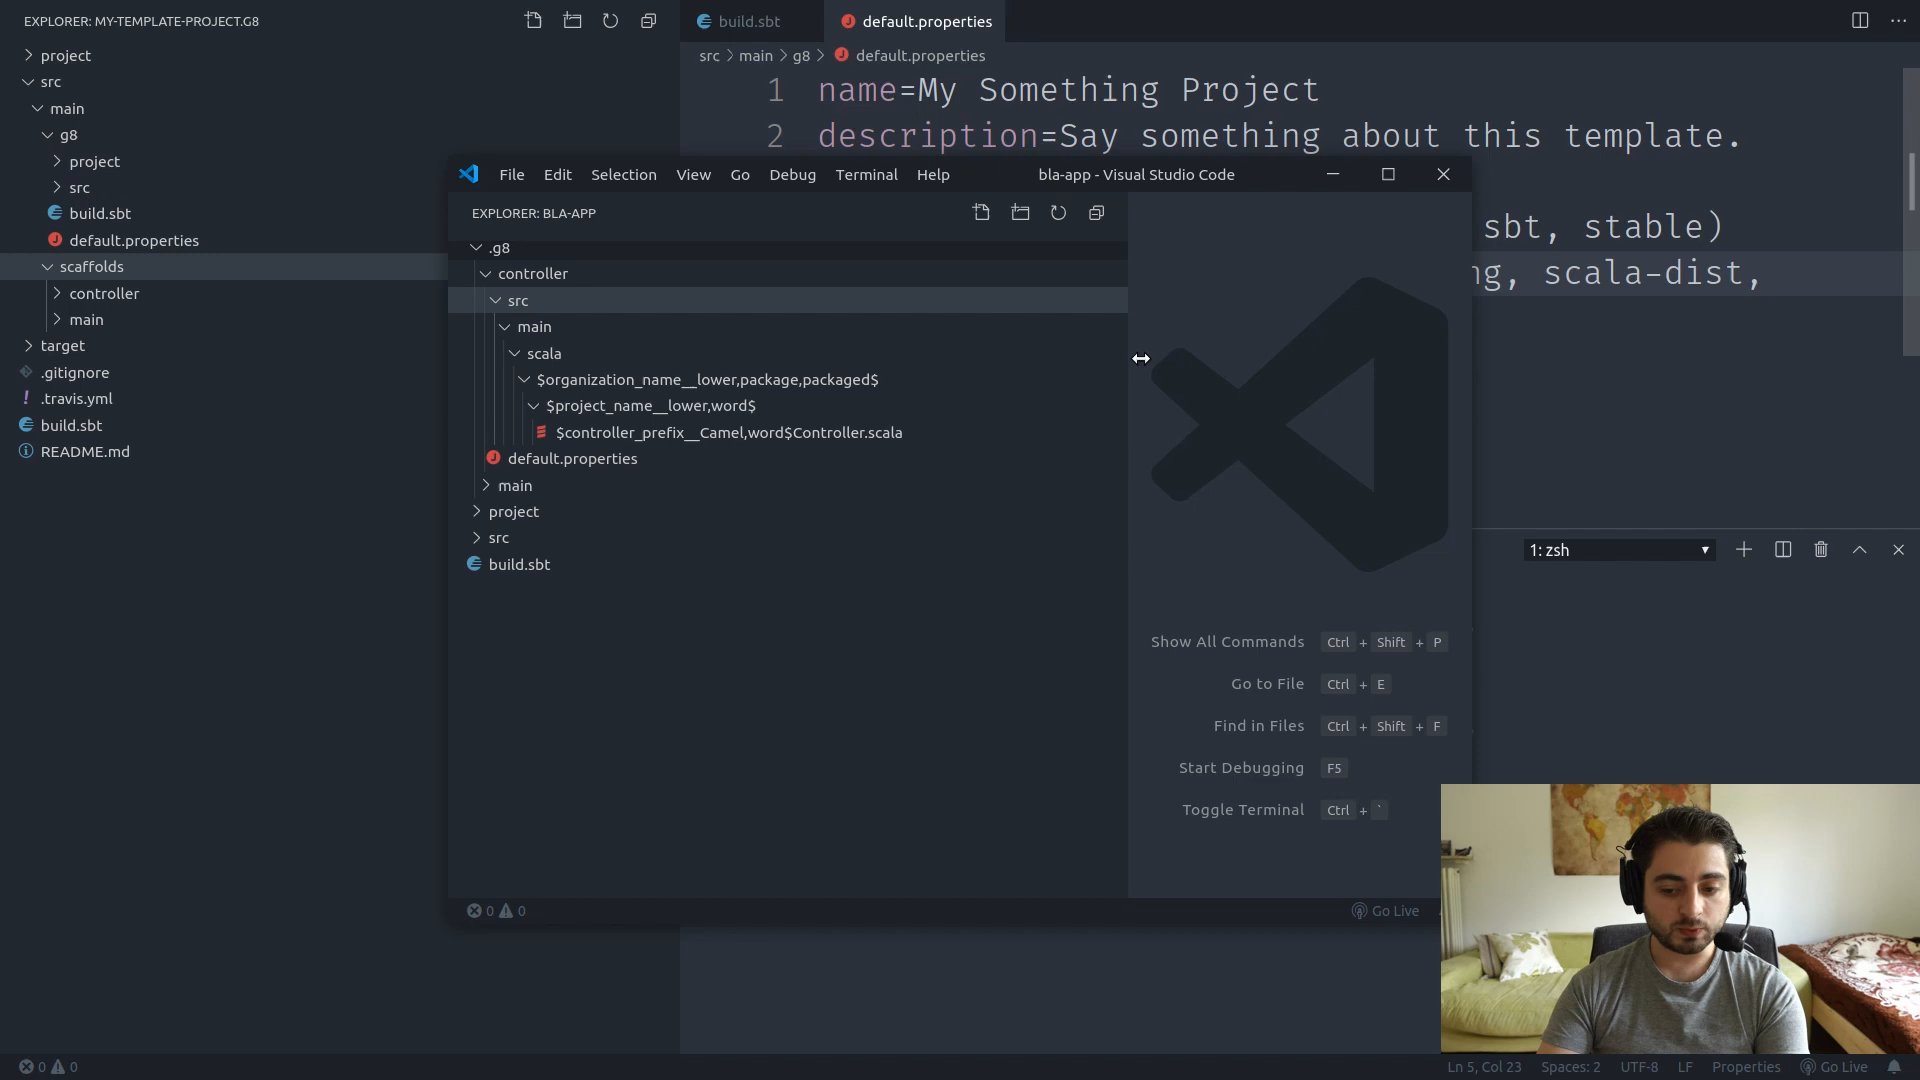 EXPLORER: MY-TEMPLATE-PROJECT.G8
project
src
main
g8
project
src
build.sbt
default.properties
scaffolds
controller
main
target
.gitignore
.travis.yml
build.sbt
README.md
build.sbt
default.properties
src > main > g8 > default.properties
1 name=My Something Project
2 description=Say something about this template.
sbt, stable)
ng, scala-dist,
File Edit Selection View Go Debug Terminal Help
bla-app - Visual Studio Code
EXPLORER: BLA-APP
.g8
controller
src
main
scala
$organization_name__lower,package,packaged$
$project_name__lower,word$
$controller_prefix__Camel,word$Controller.scala
default.properties
main
project
src
build.sbt
Show All Commands Ctrl + Shift + P
Go to File Ctrl + E
Find in Files Ctrl + Shift + F
Start Debugging F5
Toggle Terminal Ctrl + `
0 0
Go Live
1: zsh
0 0
Ln 5, Col 23 Spaces: 2 UTF-8 LF Properties Go Live